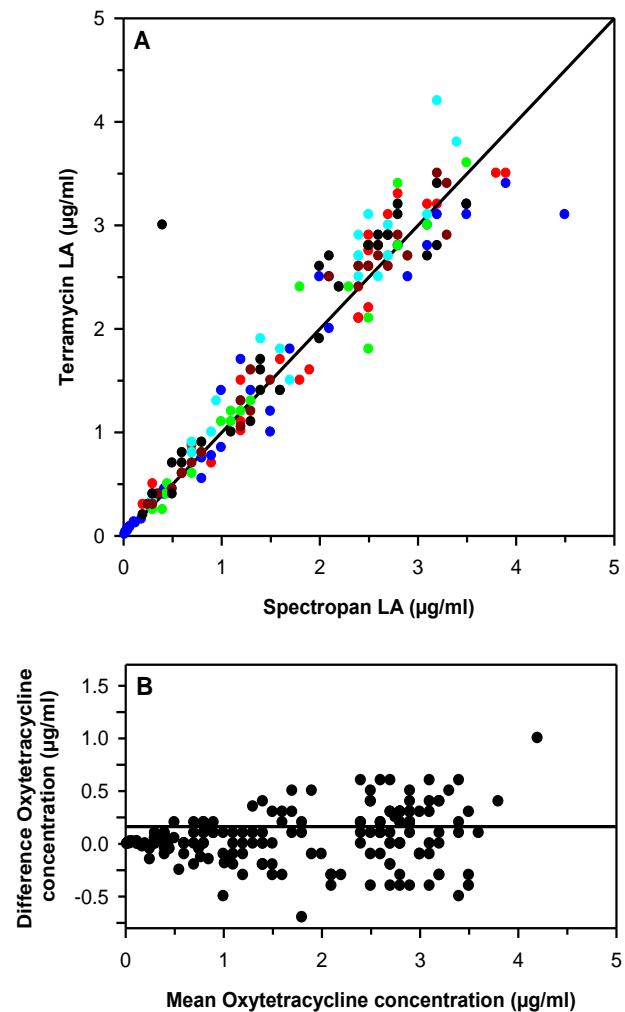 A
5
4
3
2
1
0
Terramycin LA (µg/ml)
0 1 2 3 4 5
Spectropan LA (µg/ml)
B
1.5
1.0
0.5
0.0
-0.5
Difference Oxytetracycline
concentration (µg/ml)
0 1 2 3 4 5
Mean Oxytetracycline concentration (µg/ml)